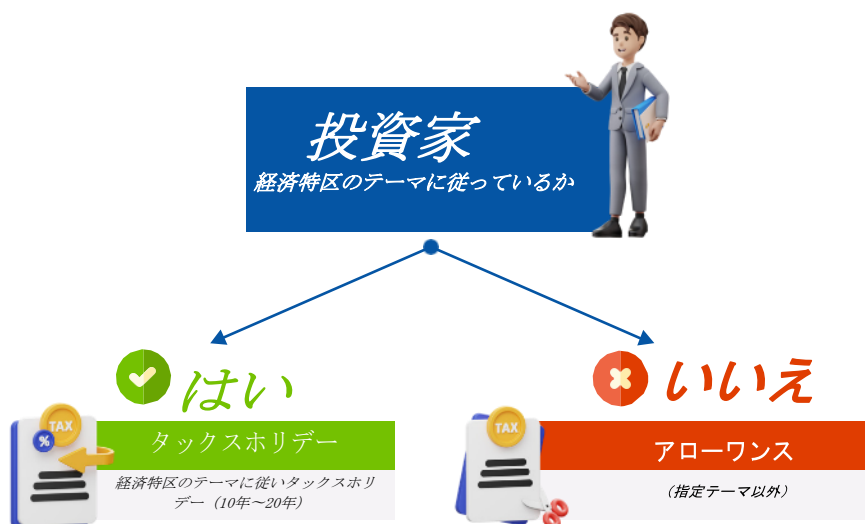 投資家
経済特区のテーマに従っているか
はい
いいえ
TAX
%
タックスホリデー
TAX
アローワンス
経済特区のテーマに従いタックスホリ
デー（10年～20年）
（指定テーマ以外）